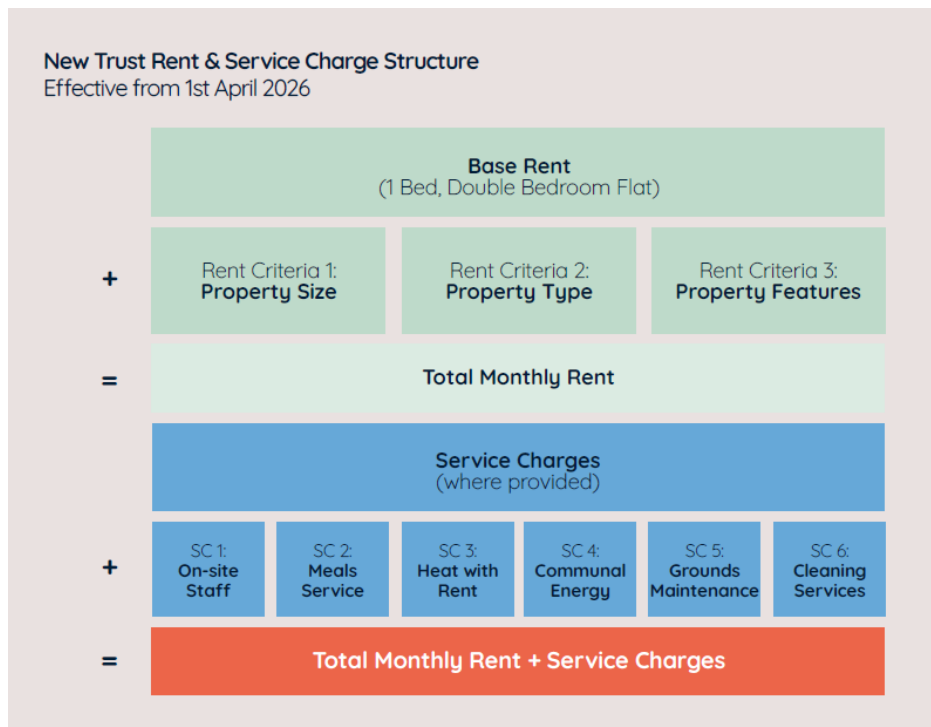 New Trust Rent & Service Charge Structure
Effective from 1st April 2026
Base Rent
(1 Bed, Double Bedroom Flat)
+
Rent Criteria 1:
Property Size
Rent Criteria 2:
Property Type
Rent Criteria 3:
Property Features
=
Total Monthly Rent
Service Charges
(where provided)
+
SC 1:
On-site
Staff
SC 2:
Meals
Service
SC 3:
Heat with
Rent
SC 4:
Communal
Energy
SC 5:
Grounds
Maintenance
SC 6:
Cleaning
Services
=
Total Monthly Rent + Service Charges